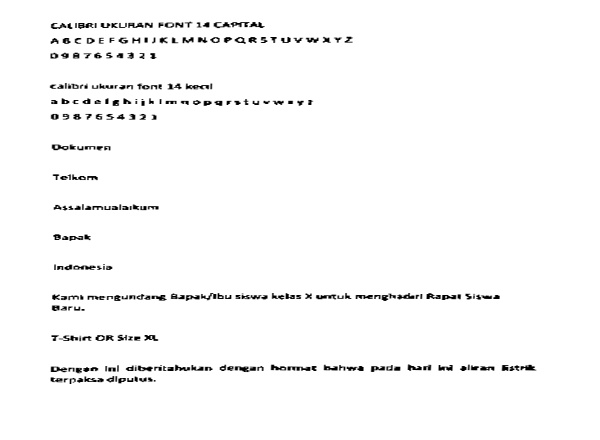 CALIBRI UKURAN FONT 14 CAPITAL
A B C D E F G H I J K L M N O P Q R S T U V W X Y Z
0 9 8 7 6 5 4 3 2 1
calibri ukuran font 14 kecil
a b c d e f g h i j k l m n o p q r s t u v w x y z
0 9 8 7 6 5 4 3 2 1
Dokumen
Telkom
Assalamualaikum
Bapak
Indonesia
Kami mengundang Bapak/Ibu siswa kelas X untuk menghadiri Rapat Siswa
Baru.
T-Shirt OR Size XL
Dengan ini diberitahukan dengan hormat bahwa pada hari ini aliran listrik
terpaksa diputus.